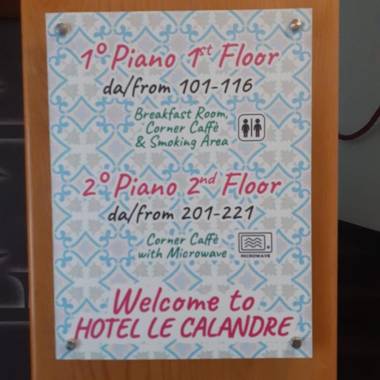 1° Piano 1st Floor
da/from 101-116
Breakfast Room,
Corner Caffè
& Smoking Area
2° Piano 2nd Floor
da/from 201-221
Corner Caffè
with Microwave
MICROWAVE
Welcome to
HOTEL LE CALANDRE